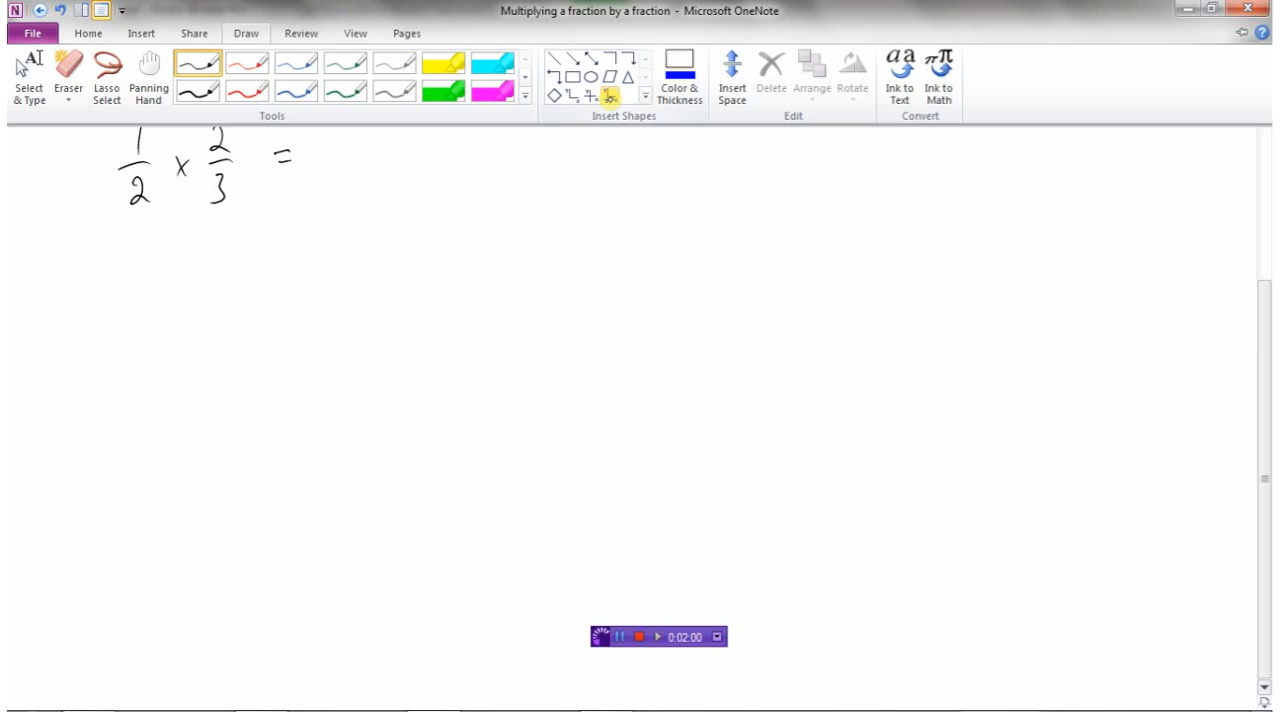 Multiplying a fraction by a fraction - Microsoft OneNote
File Home Insert Share Draw Review View Pages
Select & Type
Eraser
Lasso Select
Panning Hand
Color & Thickness
Insert Space
Delete
Arrange
Rotate
Ink to Text
Ink to Math
Tools
Insert Shapes
Edit
Convert
1/2 × 2/3 =
0:02:00